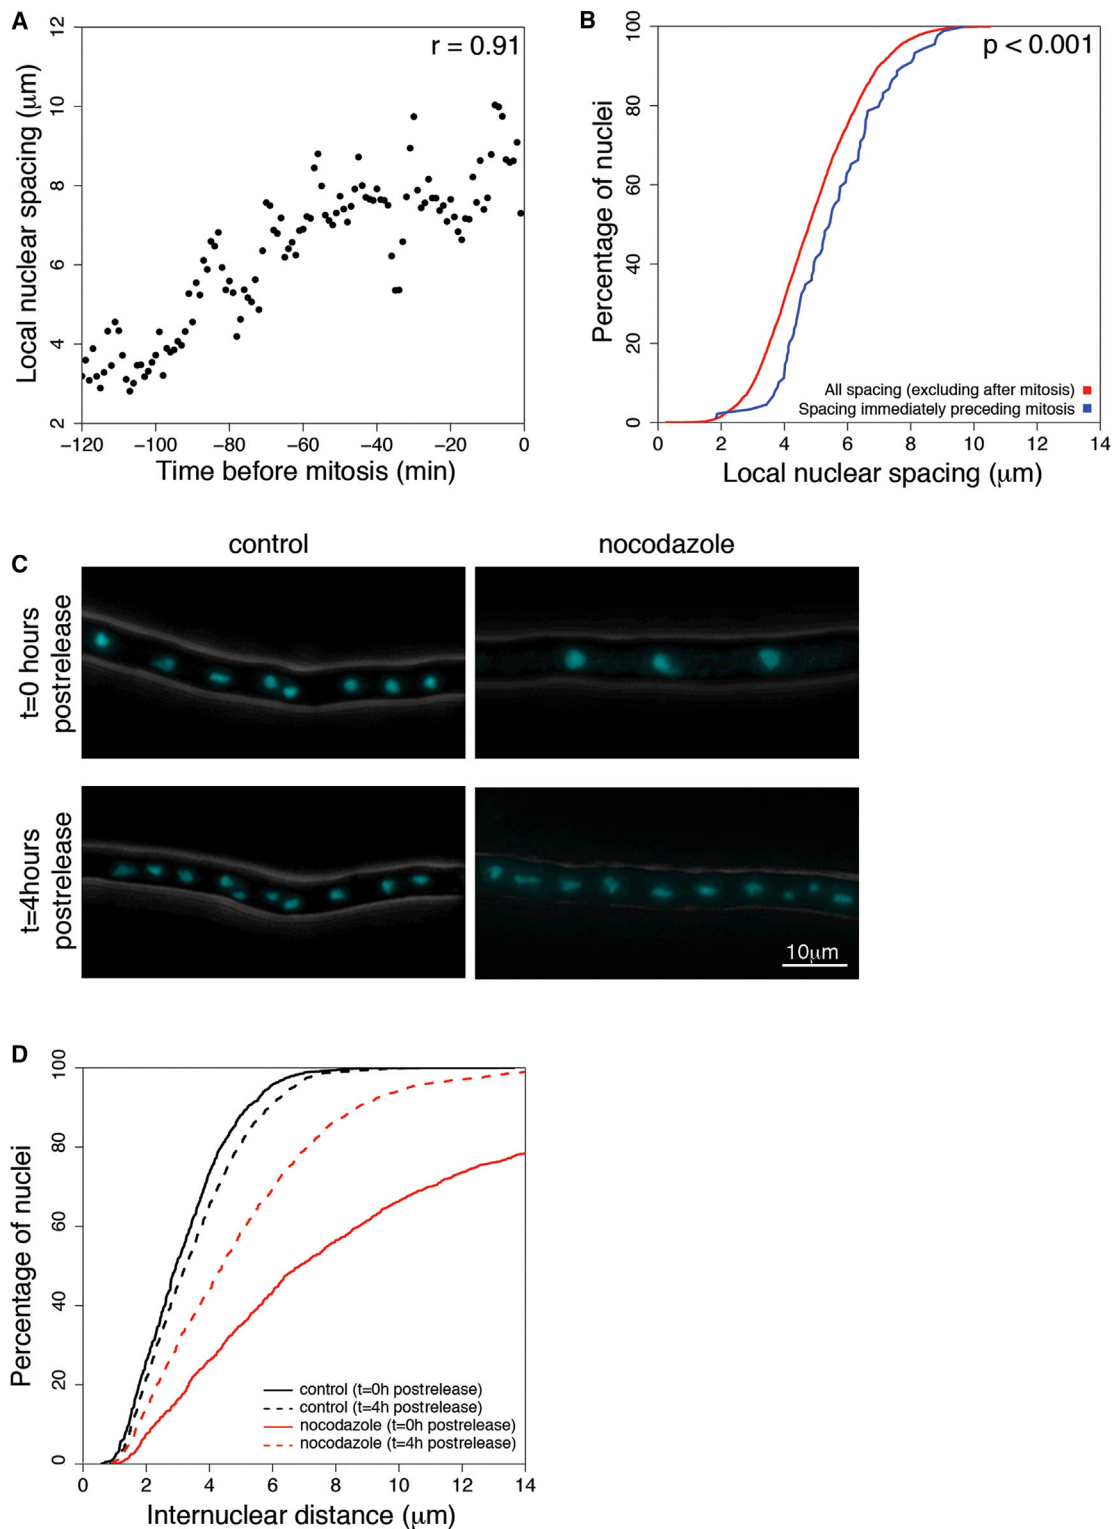 A
r = 0.91
Local nuclear spacing (μm)
12
10
8
6
4
2
−120
−100
−80
−60
−40
−20
0
Time before mitosis (min)
B
p < 0.001
Percentage of nuclei
100
80
60
40
20
0
All spacing (excluding after mitosis)
Spacing immediately preceding mitosis
0
2
4
6
8
10
12
14
Local nuclear spacing (μm)
C
control
nocodazole
t=0 hours
postrelease
t=4hours
postrelease
10μm
D
Percentage of nuclei
100
80
60
40
20
0
control (t=0h postrelease)
control (t=4h postrelease)
nocodazole (t=0h postrelease)
nocodazole (t=4h postrelease)
0
2
4
6
8
10
12
14
Internuclear distance (μm)